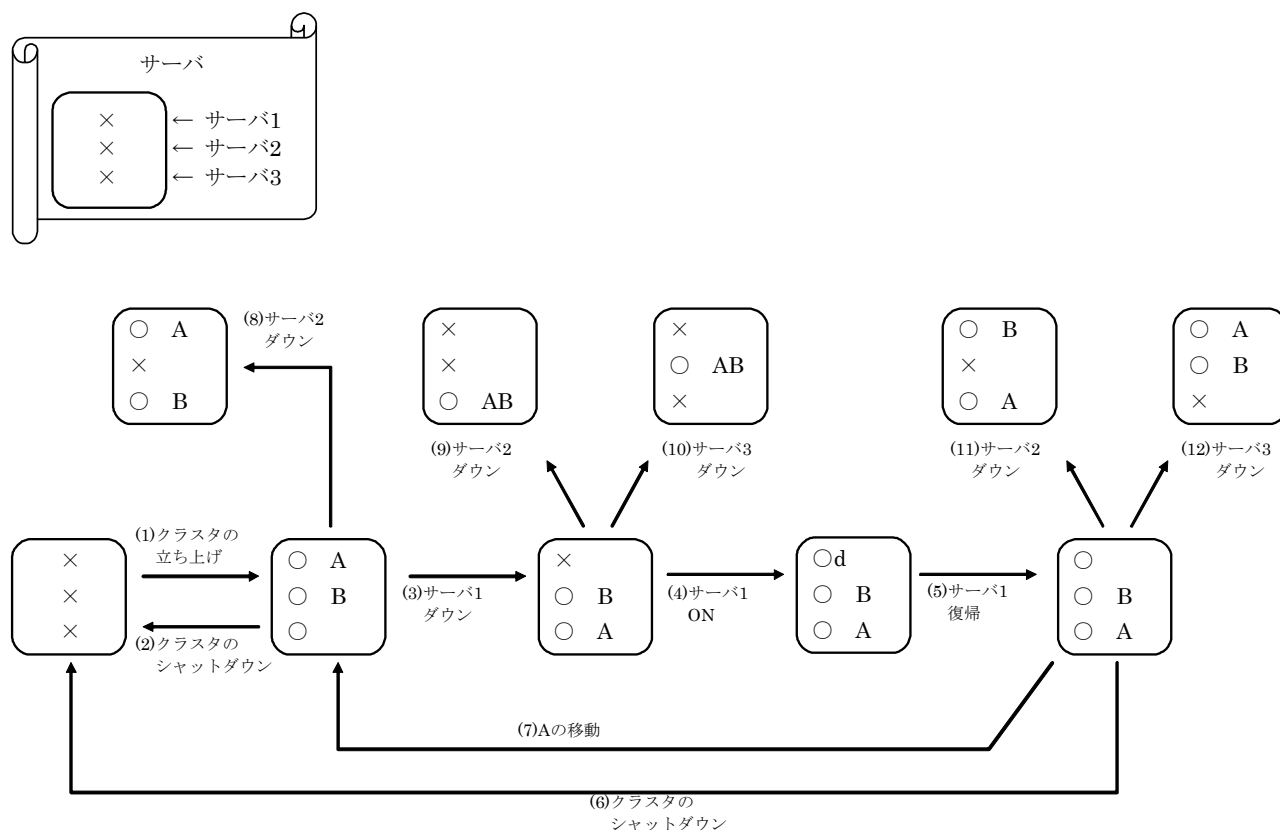 サーバ
× ← サーバ1
× ← サーバ2
× ← サーバ3
○ A
×
○ B
(8)サーバ2
ダウン
×
×
○ AB
(9)サーバ2
ダウン
×
○ AB
×
(10)サーバ3
ダウン
○ B
×
○ A
(11)サーバ2
ダウン
○ A
○ B
×
(12)サーバ3
ダウン
×
×
×
(1)クラスタの
立ち上げ
(2)クラスタの
シャットダウン
○ A
○ B
○
(3)サーバ1
ダウン
×
○ B
○ A
(4)サーバ1
ON
○d
○ B
○ A
(5)サーバ1
復帰
○
○ B
○ A
(7)Aの移動
(6)クラスタの
シャットダウン